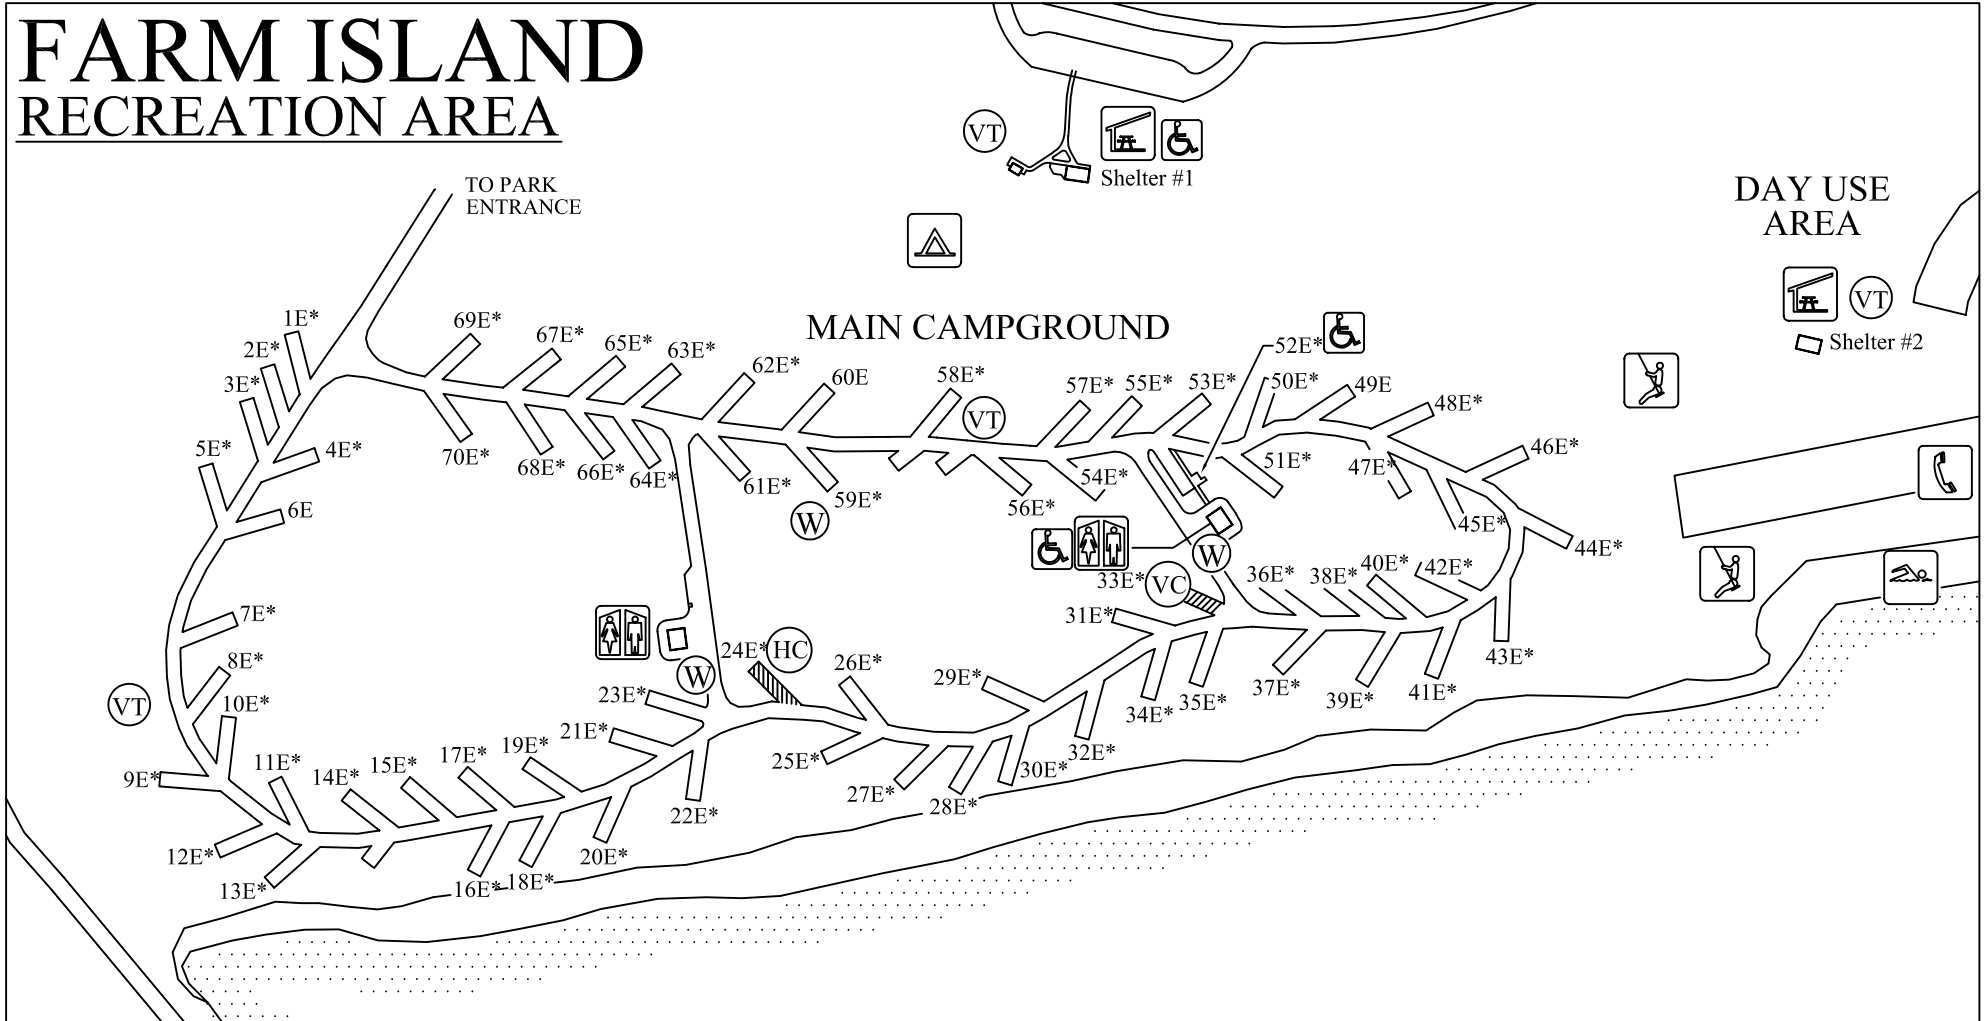 FARM ISLAND
RECREATION AREA
TO PARK
ENTRANCE
VT
Shelter #1
DAY USE
AREA
VT
Shelter #2
MAIN CAMPGROUND
1E*
2E*
3E*
4E*
5E*
6E
7E*
8E*
VT
10E*
9E*
11E*
12E*
13E*
14E*
15E*
16E*
17E*
18E*
19E*
20E*
21E*
22E*
23E*
W
24E*
HC
25E*
26E*
27E*
28E*
29E*
30E*
31E*
32E*
33E*
VC
W
34E*
35E*
36E*
37E*
38E*
39E*
40E*
41E*
42E*
43E*
44E*
45E*
46E*
47E*
48E*
49E
50E*
51E*
52E*
53E*
54E*
55E*
56E*
57E*
58E*
VT
59E*
W
60E
61E*
62E*
63E*
64E*
65E*
66E*
67E*
68E*
69E*
70E*